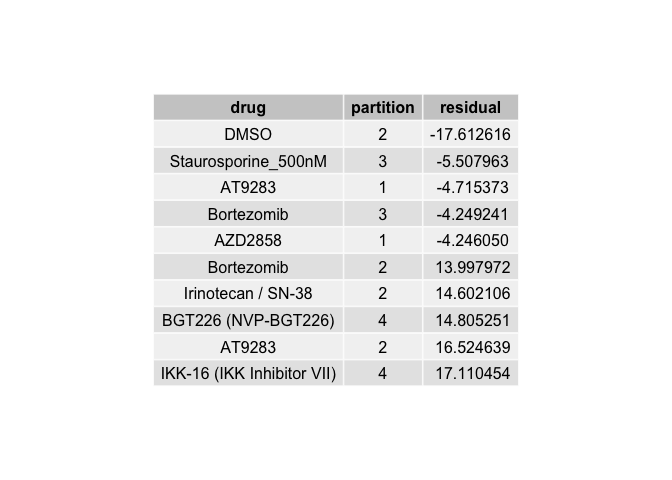 drug partition residual
DMSO 2 -17.612616
Staurosporine_500nM 3 -5.507963
AT9283 1 -4.715373
Bortezomib 3 -4.249241
AZD2858 1 -4.246050
Bortezomib 2 13.997972
Irinotecan / SN-38 2 14.602106
BGT226 (NVP-BGT226) 4 14.805251
AT9283 2 16.524639
IKK-16 (IKK Inhibitor VII) 4 17.110454